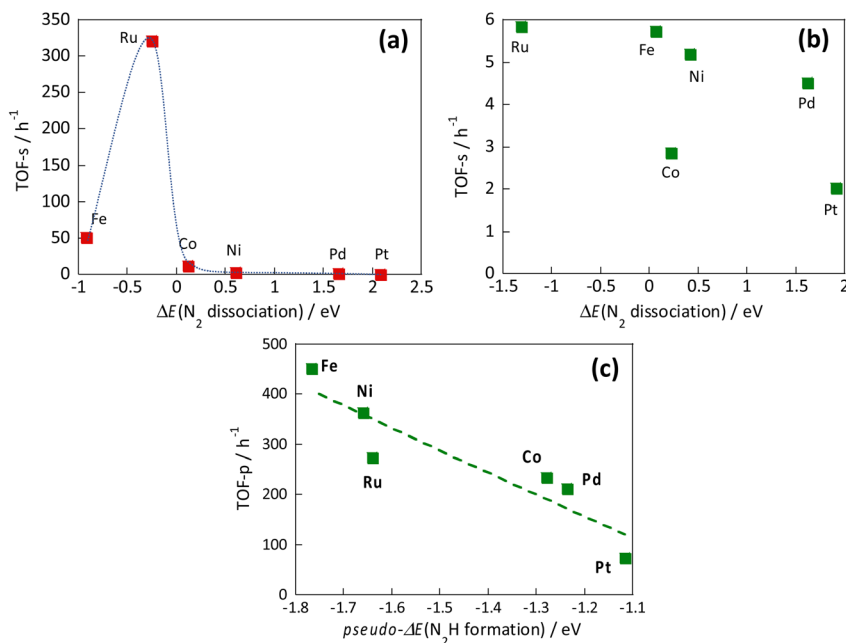 (a)
TOF-s / h⁻¹
350
300
250
200
150
100
50
0
Ru
Fe
Co
Ni
Pd
Pt
-1
-0.5
0
0.5
1
1.5
2
2.5
ΔE(N₂ dissociation) / eV
(b)
TOF-s / h⁻¹
6
5
4
3
2
1
0
Ru
Fe
Ni
Co
Pd
Pt
-1.5
-1
-0.5
0
0.5
1
1.5
2
ΔE(N₂ dissociation) / eV
(c)
TOF-p / h⁻¹
500
400
300
200
100
0
Fe
Ni
Ru
Co
Pd
Pt
-1.8
-1.7
-1.6
-1.5
-1.4
-1.3
-1.2
-1.1
pseudo-ΔE(N₂H formation) / eV